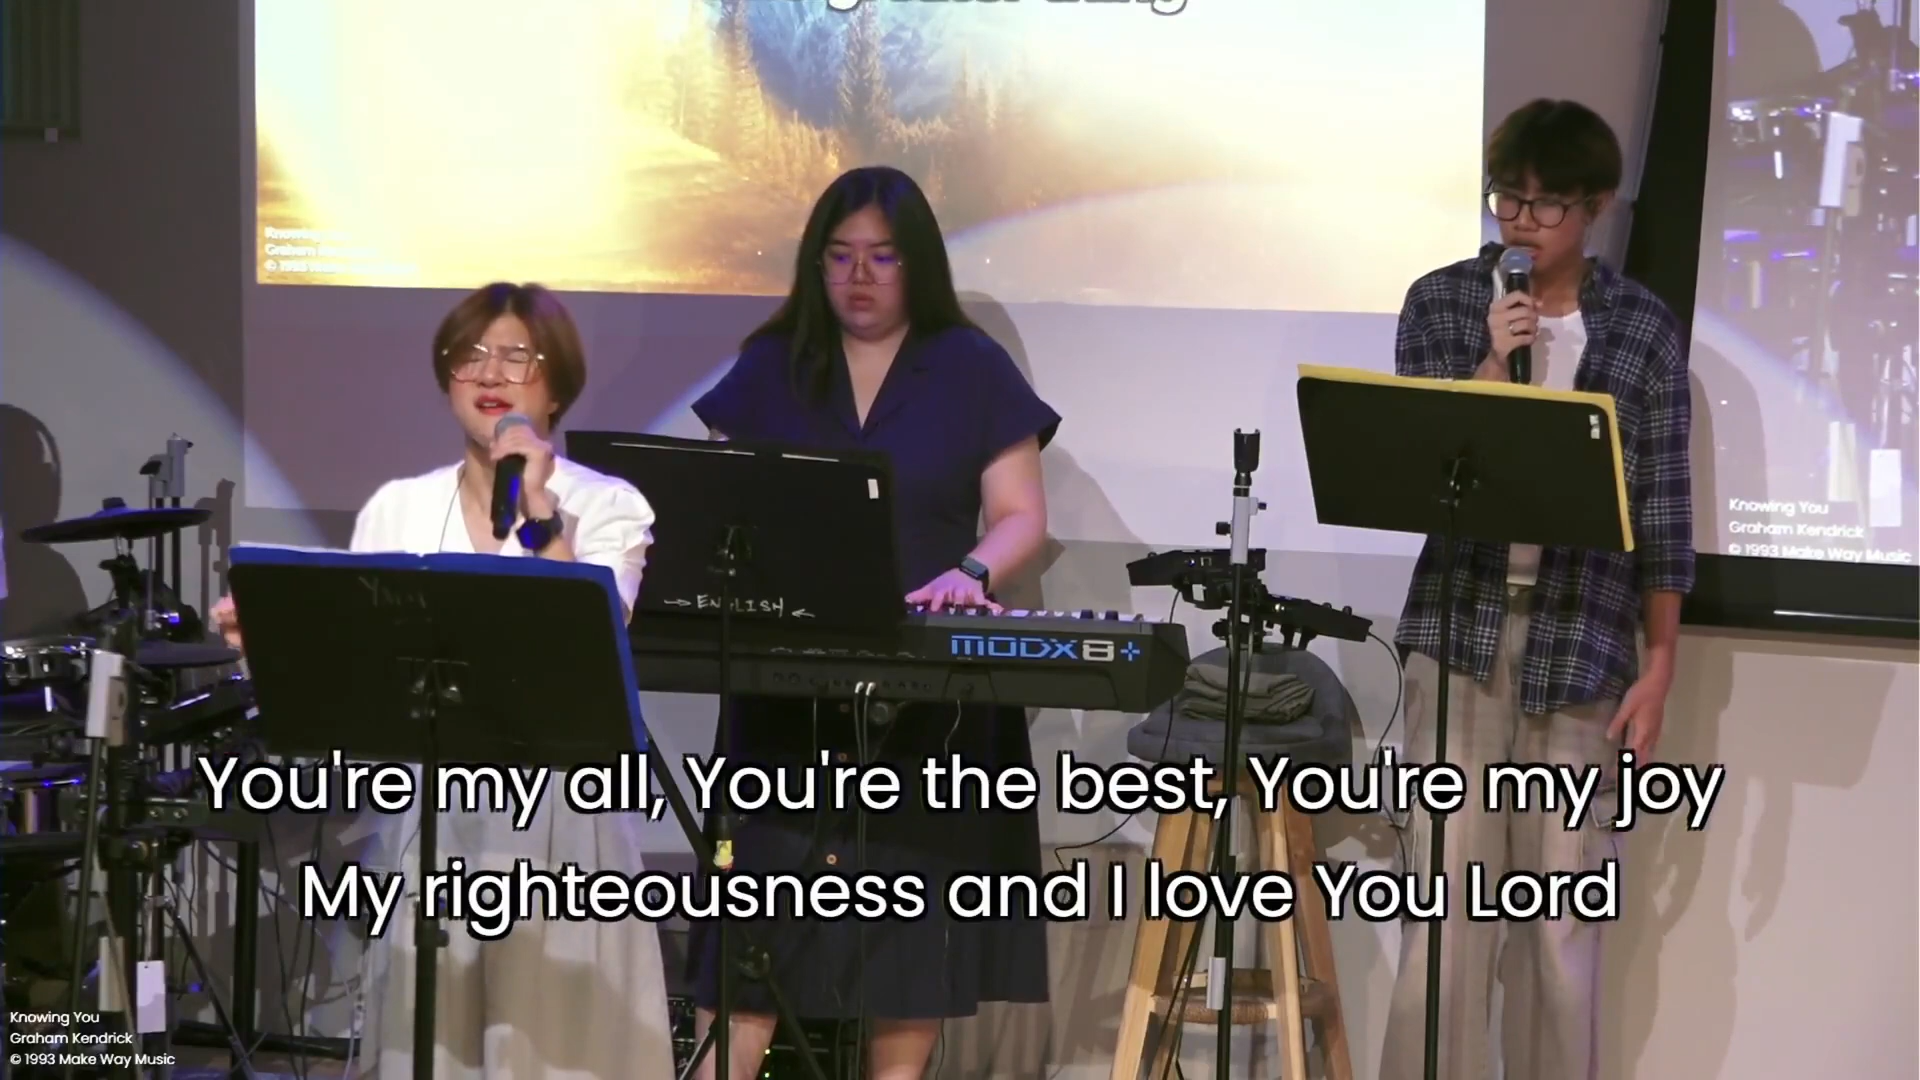 Knowing You
Graham Kendrick
© 1993 Make Way Music
→ ENGLISH ←
MODX8+
You're my all, You're the best, You're my joy
My righteousness and I love You Lord
Knowing You
Graham Kendrick
© 1993 Make Way Music